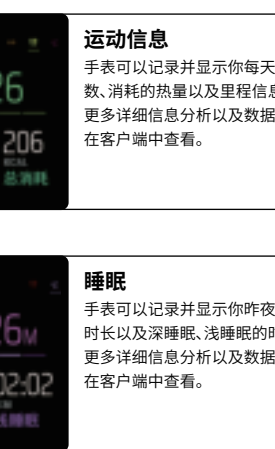 26
206
KCAL
总消耗
运动信息
手表可以记录并显示你每天
数、消耗的热量以及里程信息
更多详细信息分析以及数据
在客户端中查看。
26M
02:02
浅睡眠
睡眠
手表可以记录并显示你昨夜
时长以及深睡眠、浅睡眠的时
更多详细信息分析以及数据
在客户端中查看。